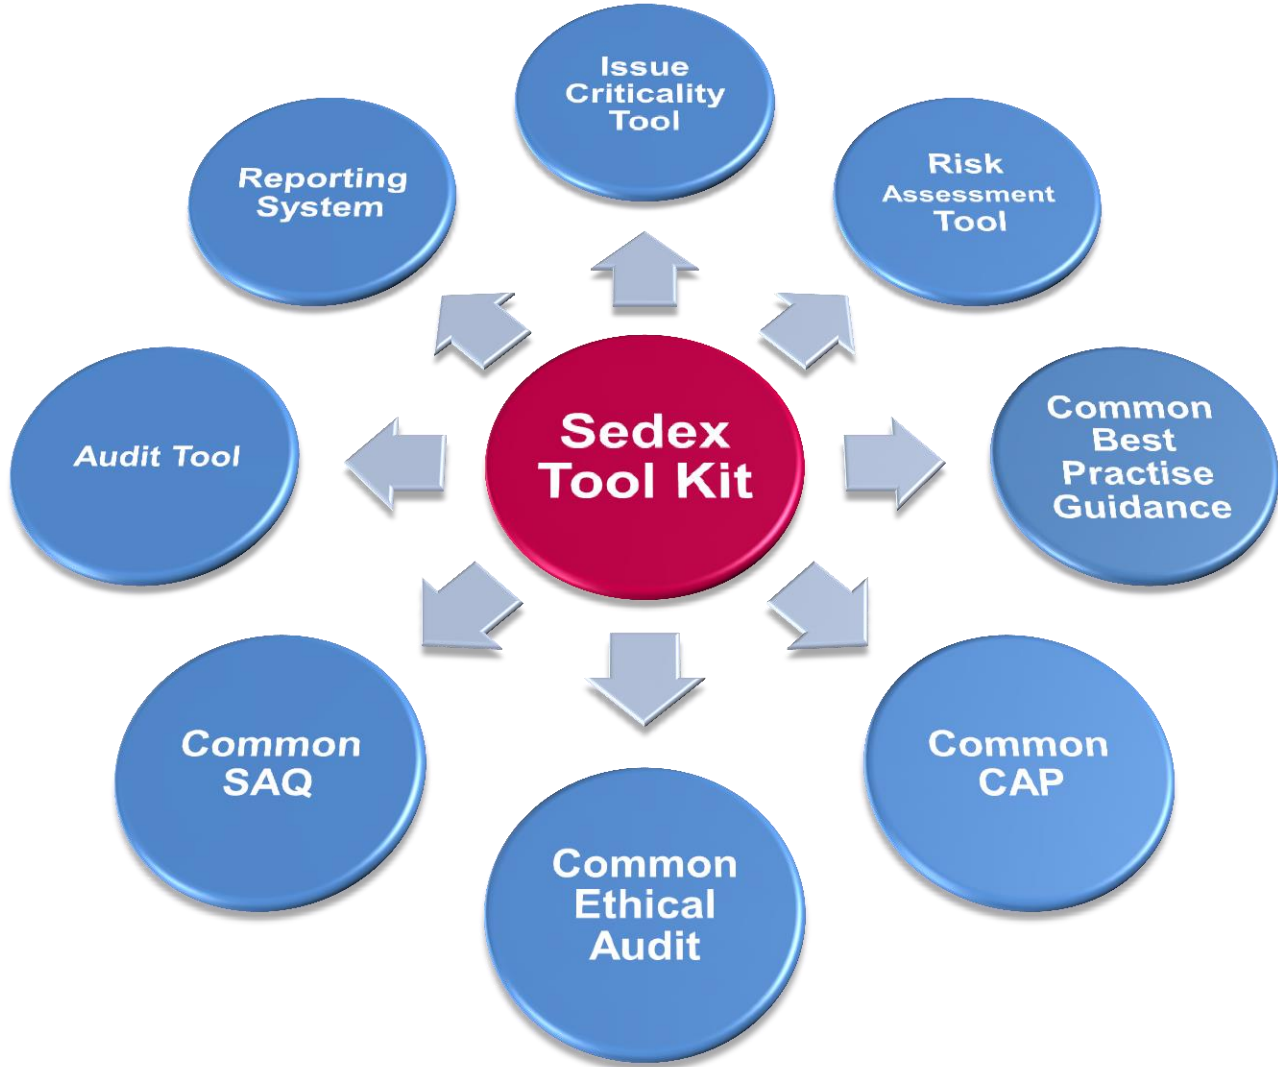 Issue
Criticality
Tool
Reporting
System
Risk
Assessment
Tool
Sedex
Tool Kit
Audit Tool
Common
Best
Practise
Guidance
Common
SAQ
Common
CAP
Common
Ethical
Audit